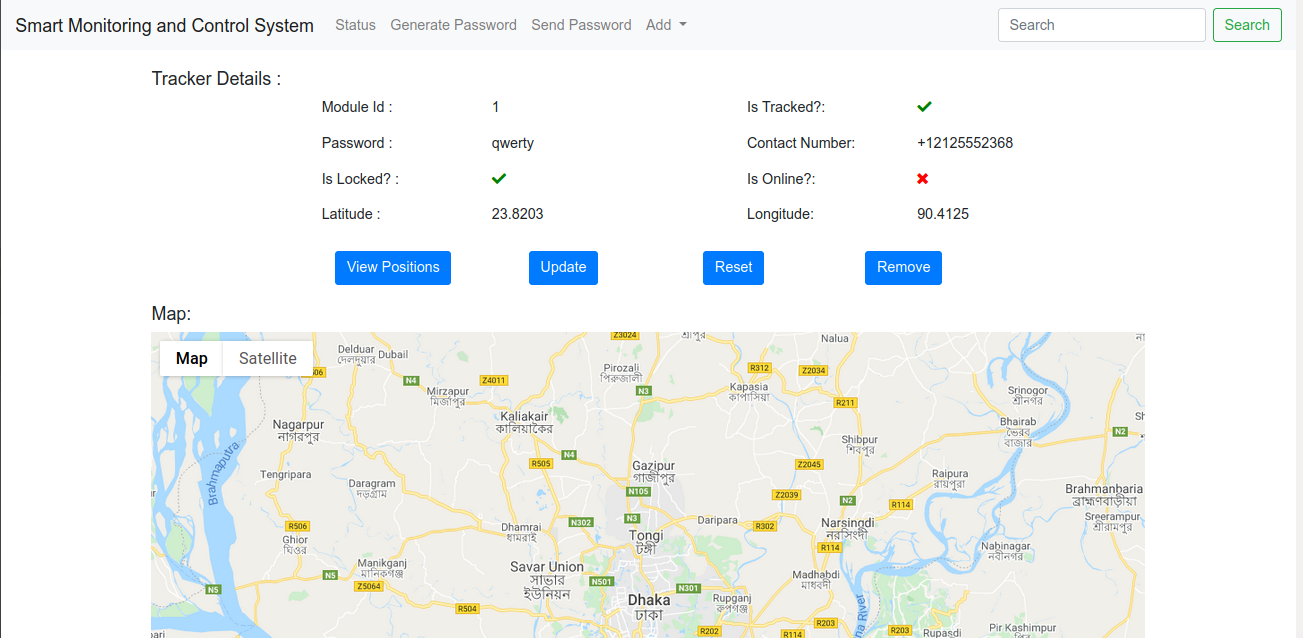 Smart Monitoring and Control System Status Generate Password Send Password Add Search Search
Tracker Details :
Module Id : 1 Is Tracked?:
Password : qwerty Contact Number: +12125552368
Is Locked? : Is Online?:
Latitude : 23.8203 Longitude: 90.4125
View Positions Update Reset Remove
Map:
Map Satellite
Z3024
শ্রীপুর
Nalua
Delduar
দেলদুয়ার
Dubail
Pirozali
পিরুজালী
R312
Z2034
N4
Z4011
N3
Mirzapur
মির্জাপুর
Kapasia
কাপাসিয়া
Srinogor
শ্রীনগর
R211
Nagarpur
নাগরপুর
Kaliakair
কালিয়াকৈর
Bhairab
ভৈরব
বাজার
N2
Shibpur
শিবপুর
Brahmaputra
N4
R505
Gazipur
গাজীপুর
Z2045
Tengripara
Daragram
দড়গ্রাম
Raipura
রায়পুরা
N105
Z2039
N2
R114
Brahmanbaria
ব্রাহ্মণবাড়ীয়া
R506
Dhamrai
ধামরাই
N302
N3
Daripara
R302
Narsingdi
নরসিংদী
Sreerampur
শ্রীরামপুর
Ghior
ঘিওর
Tongi
টঙ্গী
R114
Nabinagar
নবীনগর
Manikganj
মানিকগঞ্জ
Savar Union
সাভার
ইউনিয়ন
N5
Z5064
N5
N501
N301
Madhabdi
মাধবদী
Dhaka
ঢাকা
Rupganj
রুপগঞ্জ
R504
R202
R114
R203
River
R203
Rupasdi
Pir Kashimpur